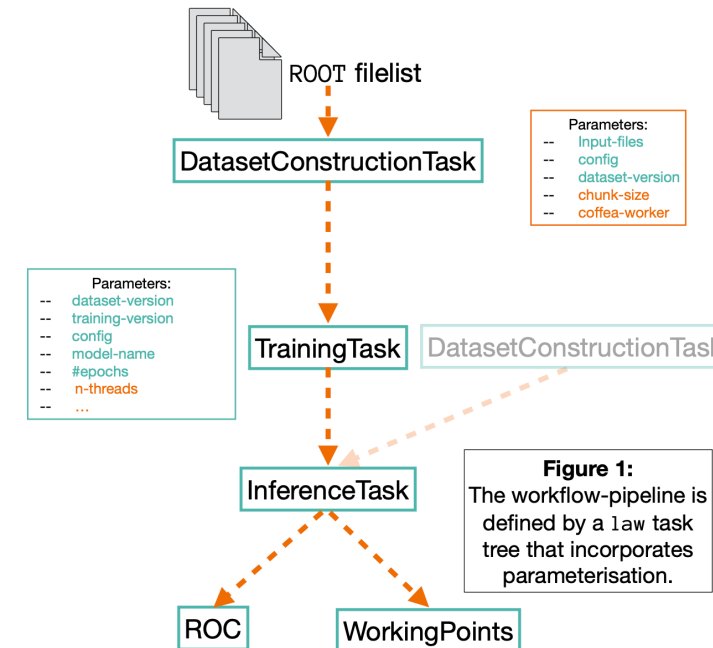 ROOT filelist
DatasetConstructionTask
Parameters:
-- Input-files
-- config
-- dataset-version
-- chunk-size
-- coffea-worker
Parameters:
-- dataset-version
-- training-version
-- config
-- model-name
-- #epochs
-- n-threads
-- ...
TrainingTask
DatasetConstructionTask
InferenceTask
Figure 1:
The workflow-pipeline is
defined by a law task
tree that incorporates
parameterisation.
ROC
WorkingPoints